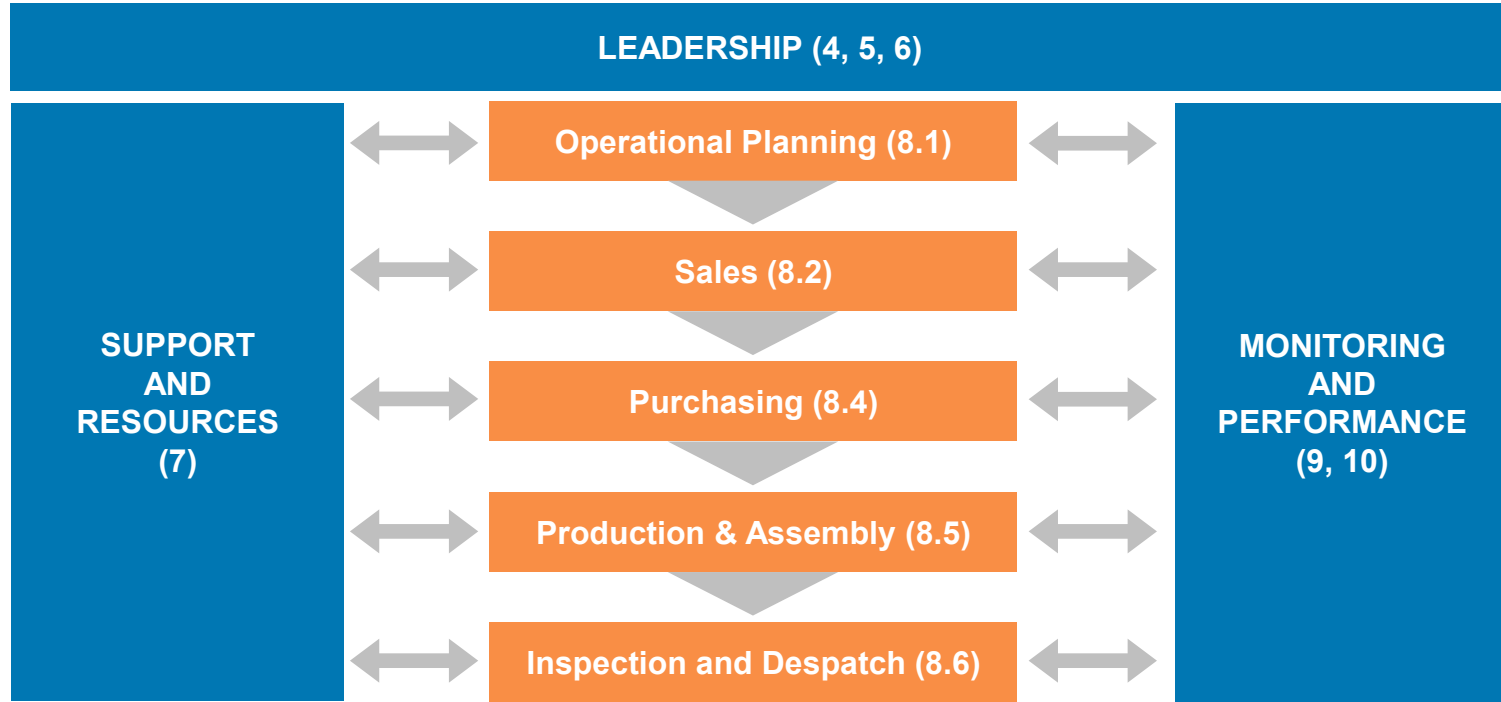 LEADERSHIP (4, 5, 6)
SUPPORT
AND
RESOURCES
(7)
Operational Planning (8.1)
Sales (8.2)
Purchasing (8.4)
Production & Assembly (8.5)
Inspection and Despatch (8.6)
MONITORING
AND
PERFORMANCE
(9, 10)